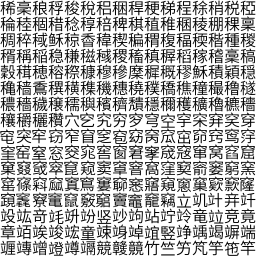 稀稁稂稃稄稅稆稇稈稉稊程稌稍税稏
稐稑稒稓稔稕稖稗稘稙稚稛稜稝稞稟
稠稡稢稣稤稥稦稧稨稩稪稫稬稭種稯
稰稱稲稳稴稵稶稷稸稹稺稻稼稽稾稿
穀穁穂穃穄穅穆穇穈穉穊穋穌積穎穏
穐穑穒穓穔穕穖穗穘穙穚穛穜穝穞穟
穠穡穢穣穤穥穦穧穨穩穪穫穬穭穮穯
穰穱穲穳穴穵究穷穸穹空穻穼穽穾穿
窀突窂窃窄窅窆窇窈窉窊窋窌窍窎窏
窐窑窒窓窔窕窖窗窘窙窚窛窜窝窞窟
窠窡窢窣窤窥窦窧窨窩窪窫窬窭窮窯
窰窱窲窳窴窵窶窷窸窹窺窻窼窽窾窿
竀竁竂竃竄竅竆竇竈竉竊立竌竍竎竏
竐竑竒竓竔竕竖竗竘站竚竛竜竝竞竟
章竡竢竣竤童竦竧竨竩竪竫竬竭竮端
竰竱竲竳竴竵競竷竸竹竺竻竼竽竾竿